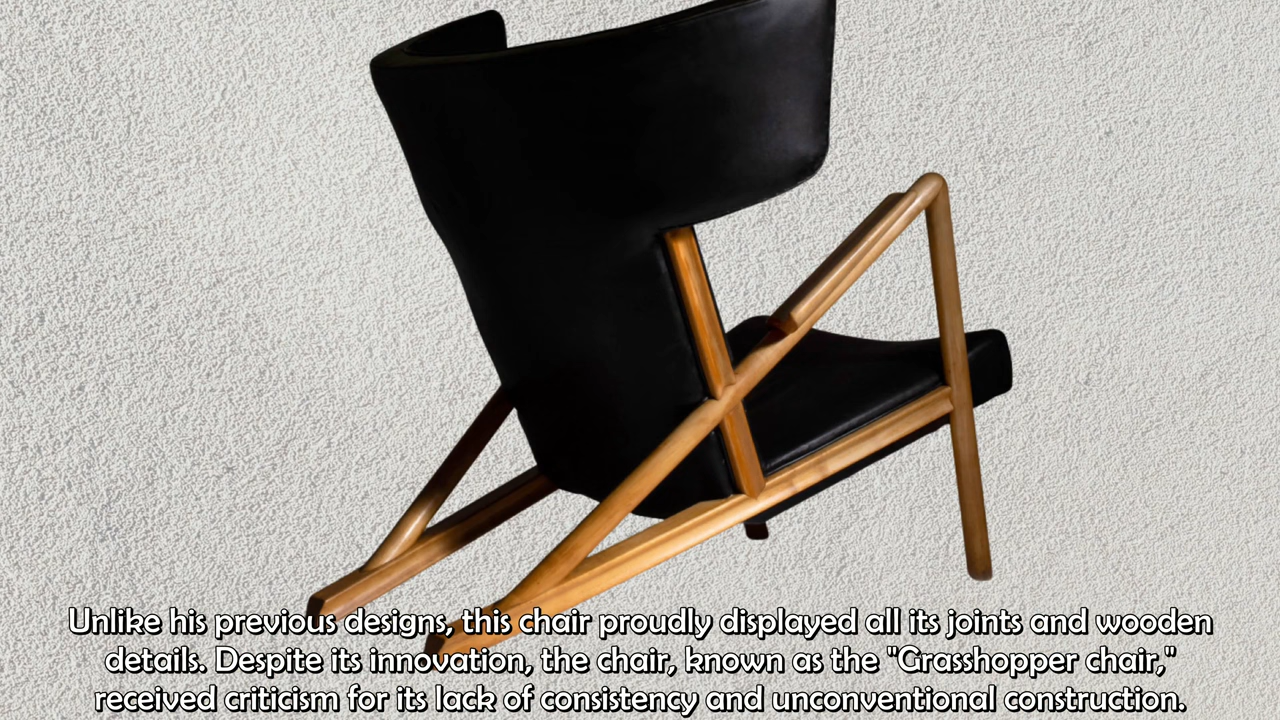 Unlike his previous designs, this chair proudly displayed all its joints and wooden
details. Despite its innovation, the chair, known as the "Grasshopper chair,"
received criticism for its lack of consistency and unconventional construction.